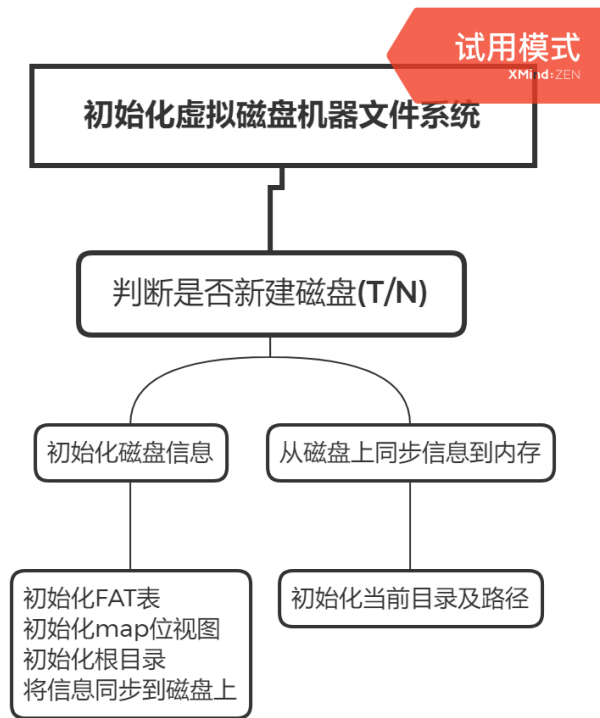 试用模式
XMind:ZEN
初始化虚拟磁盘机器文件系统
判断是否新建磁盘(T/N)
初始化磁盘信息
从磁盘上同步信息到内存
初始化FAT表
初始化map位视图
初始化根目录
将信息同步到磁盘上
初始化当前目录及路径